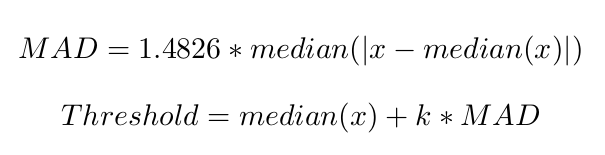 MAD = 1.4826 ∗ median(|x − median(x)|)
Threshold = median(x) + k ∗ MAD